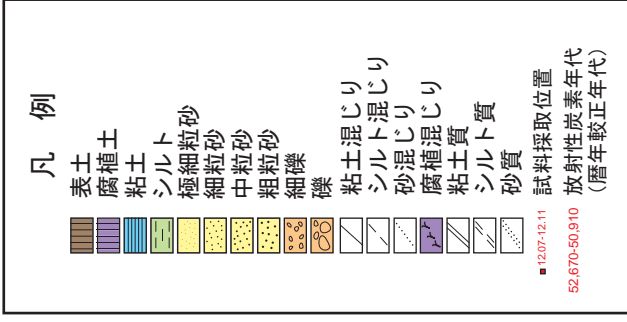 凡 例
表土
腐植土
粘土
シルト
極細粒砂
細粒砂
中粒砂
粗粒砂
細礫
礫
粘土混じり
シルト混じり
砂混じり
腐植混じり
粘土質
シルト質
砂質
12.07-12.11 試料採取位置
52,670-50,910 放射性炭素年代
(暦年較正年代)